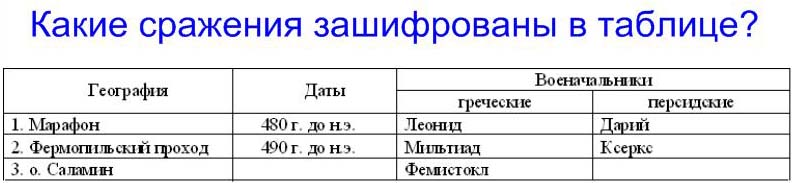 Какие сражения зашифрованы в таблице?
География Даты Военачальники
греческие персидские
1. Марафон 480 г. до н.э. Леонид Дарий
2. Фермопильский проход 490 г. до н.э. Мильтиад Ксеркс
3. о. Саламин Фемистокл